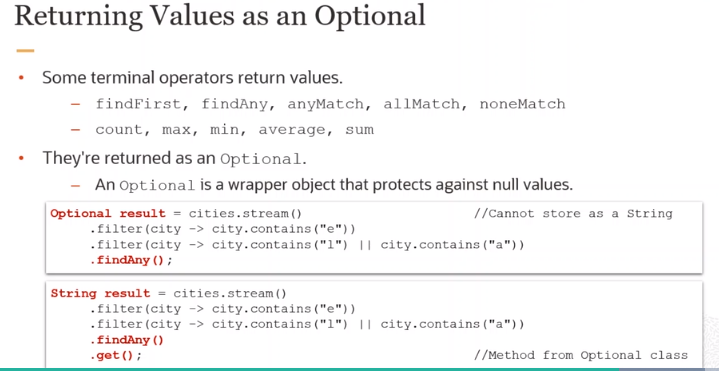 Returning Values as an Optional
• Some terminal operators return values.
– findFirst, findAny, anyMatch, allMatch, noneMatch
– count, max, min, average, sum
• They're returned as an Optional.
– An Optional is a wrapper object that protects against null values.
Optional result = cities.stream() //Cannot store as a String
.filter(city -> city.contains("e"))
.filter(city -> city.contains("l") || city.contains("a"))
.findAny();
String result = cities.stream()
.filter(city -> city.contains("e"))
.filter(city -> city.contains("l") || city.contains("a"))
.findAny()
.get(); //Method from Optional class